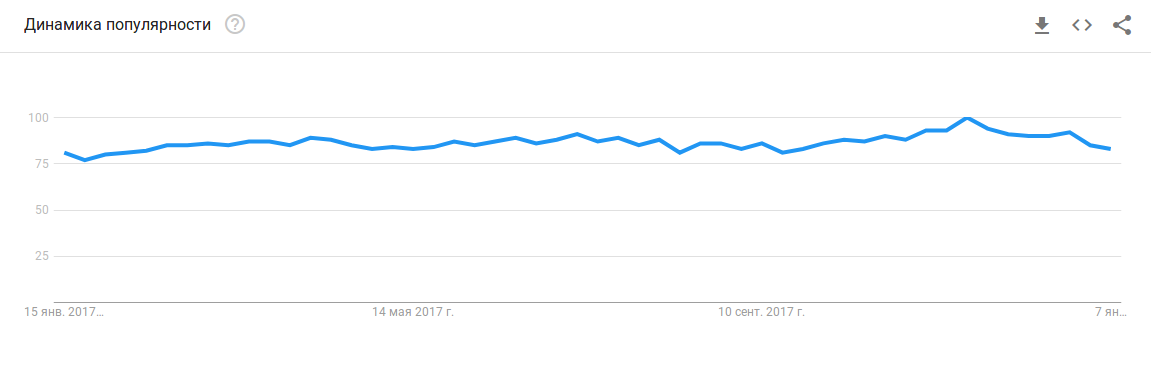 Динамика популярности
100
75
50
25
15 янв. 2017…
14 мая 2017 г.
10 сент. 2017 г.
7 ян…